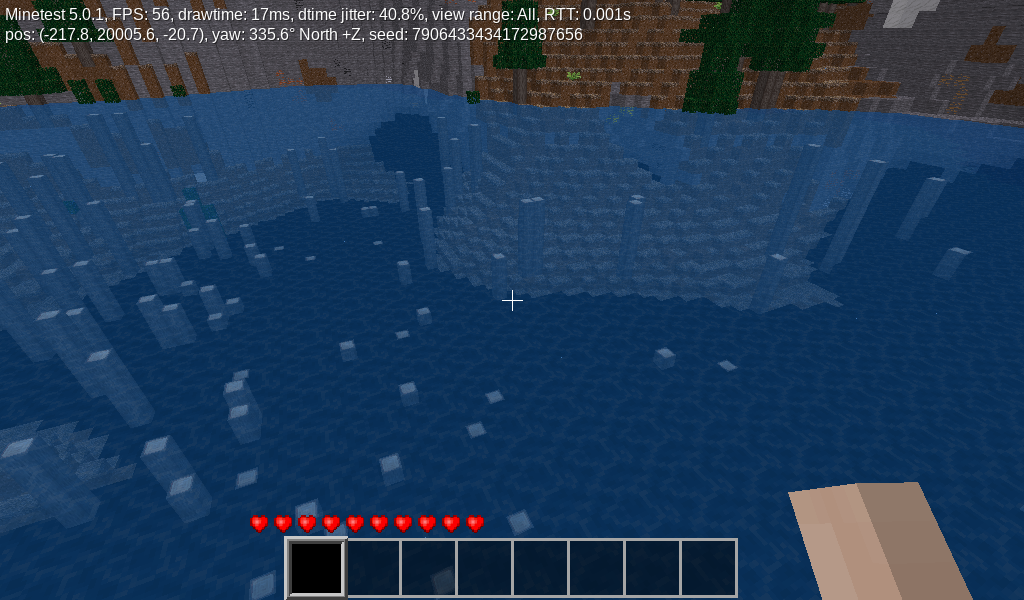 Minetest 5.0.1, FPS: 56, drawtime: 17ms, dtime jitter: 40.8%, view range: All, RTT: 0.001s
pos: (-217.8, 20005.6, -20.7), yaw: 335.6° North +Z, seed: 7906433434172987656